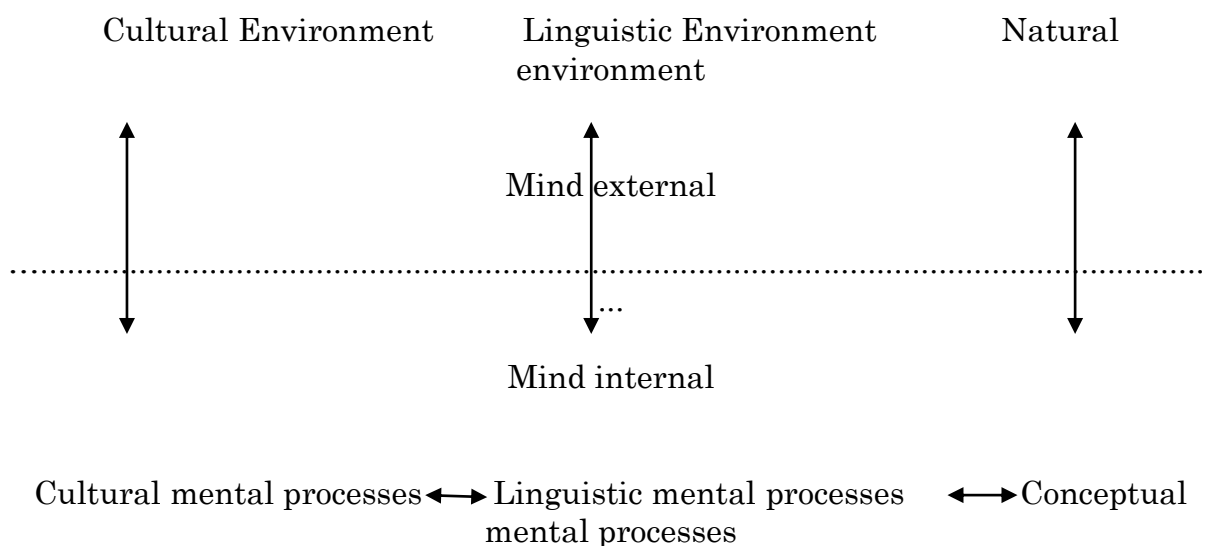 Cultural Environment Linguistic Environment Natural
environment
Mind external
...
Mind internal
Cultural mental processes Linguistic mental processes Conceptual
mental processes